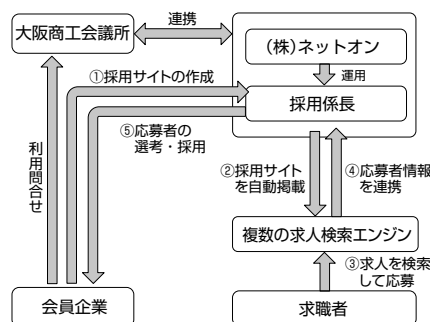 大阪商工会議所
連携
(株)ネットオン
運用
採用係長
①採用サイトの作成
⑤応募者の
選考・採用
利用問合せ
②採用サイト
を自動掲載
④応募者情報
を連携
複数の求人検索エンジン
③求人を検索
して応募
会員企業
求職者